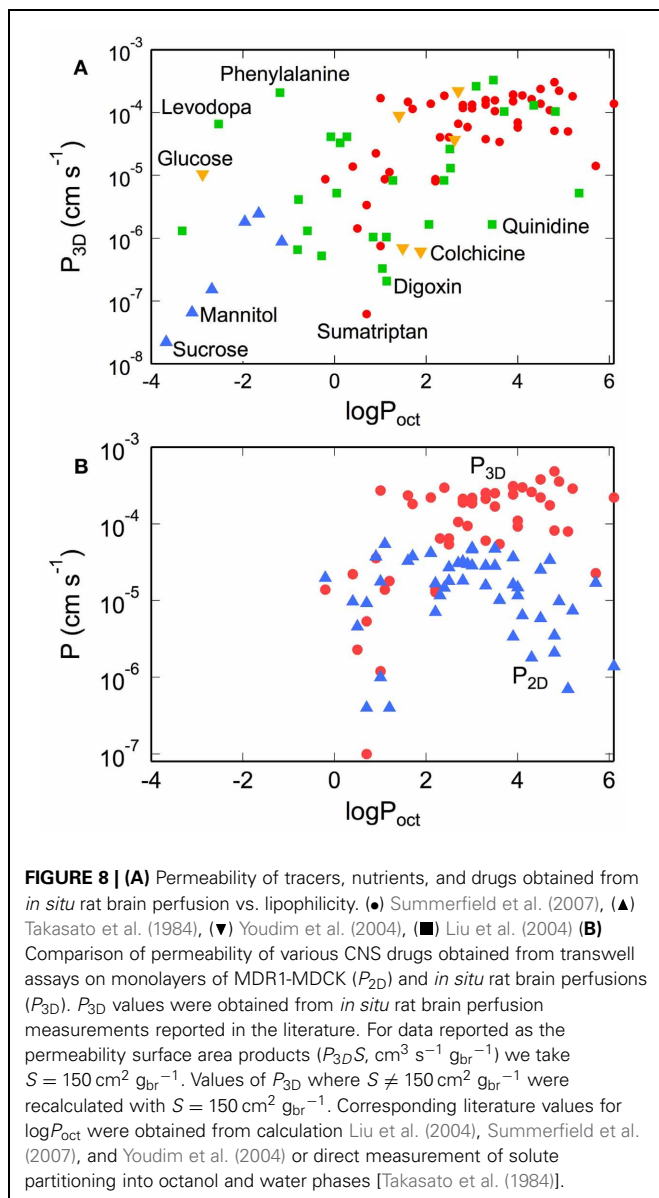 A
10⁻³
10⁻⁴
10⁻⁵
10⁻⁶
10⁻⁷
10⁻⁸
P₃D (cm s⁻¹)
Phenylalanine
Levodopa
Glucose
Quinidine
Colchicine
Mannitol
Digoxin
Sucrose
Sumatriptan
-4 -2 0 2 4 6
logPoct
B
10⁻³
10⁻⁴
10⁻⁵
10⁻⁶
10⁻⁷
P (cm s⁻¹)
P₃D
P₂D
-4 -2 0 2 4 6
logPoct
FIGURE 8 | (A) Permeability of tracers, nutrients, and drugs obtained from
in situ rat brain perfusion vs. lipophilicity. (●) Summerfield et al. (2007), (▲)
Takasato et al. (1984), (▼) Youdim et al. (2004), (■) Liu et al. (2004) (B)
Comparison of permeability of various CNS drugs obtained from transwell
assays on monolayers of MDR1-MDCK (P₂D) and in situ rat brain perfusions
(P₃D). P₃D values were obtained from in situ rat brain perfusion
measurements reported in the literature. For data reported as the
permeability surface area products (P₃DS, cm³ s⁻¹ gbr⁻¹) we take
S = 150 cm² gbr⁻¹. Values of P₃D where S ≠ 150 cm² gbr⁻¹ were
recalculated with S = 150 cm² gbr⁻¹. Corresponding literature values for
logPoct were obtained from calculation Liu et al. (2004), Summerfield et al.
(2007), and Youdim et al. (2004) or direct measurement of solute
partitioning into octanol and water phases [Takasato et al. (1984)].